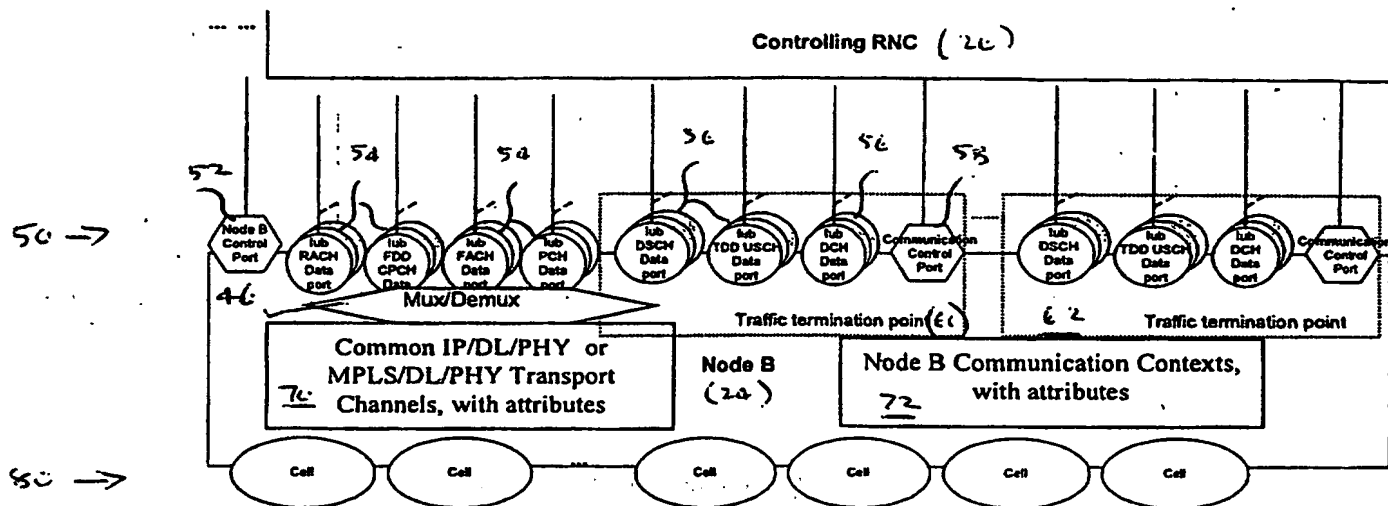 Controlling RNC (20)
52
54
54
56
56
58
50 →
Node B
Control
Port
Iub
RACH
Data
port
Iub
FDD
CPCH
Data
Iub
FACH
Data
port
Iub
PCH
Data
port
Iub
DSCH
Data
port
Iub
TDD USCH
Data
port
Iub
DCH
Data
port
Communication
Control
Port
Iub
DSCH
Data
port
Iub
TDD USCH
Data
port
Iub
DCH
Data
port
Communication
Control
Port
46
Mux/Demux
Traffic termination point (60)
62
Traffic termination point
Common IP/DL/PHY or
MPLS/DL/PHY Transport
Channels, with attributes
70
Node B
(24)
Node B Communication Contexts,
with attributes
72
80 →
Cell
Cell
...
Cell
Cell
Cell
Cell